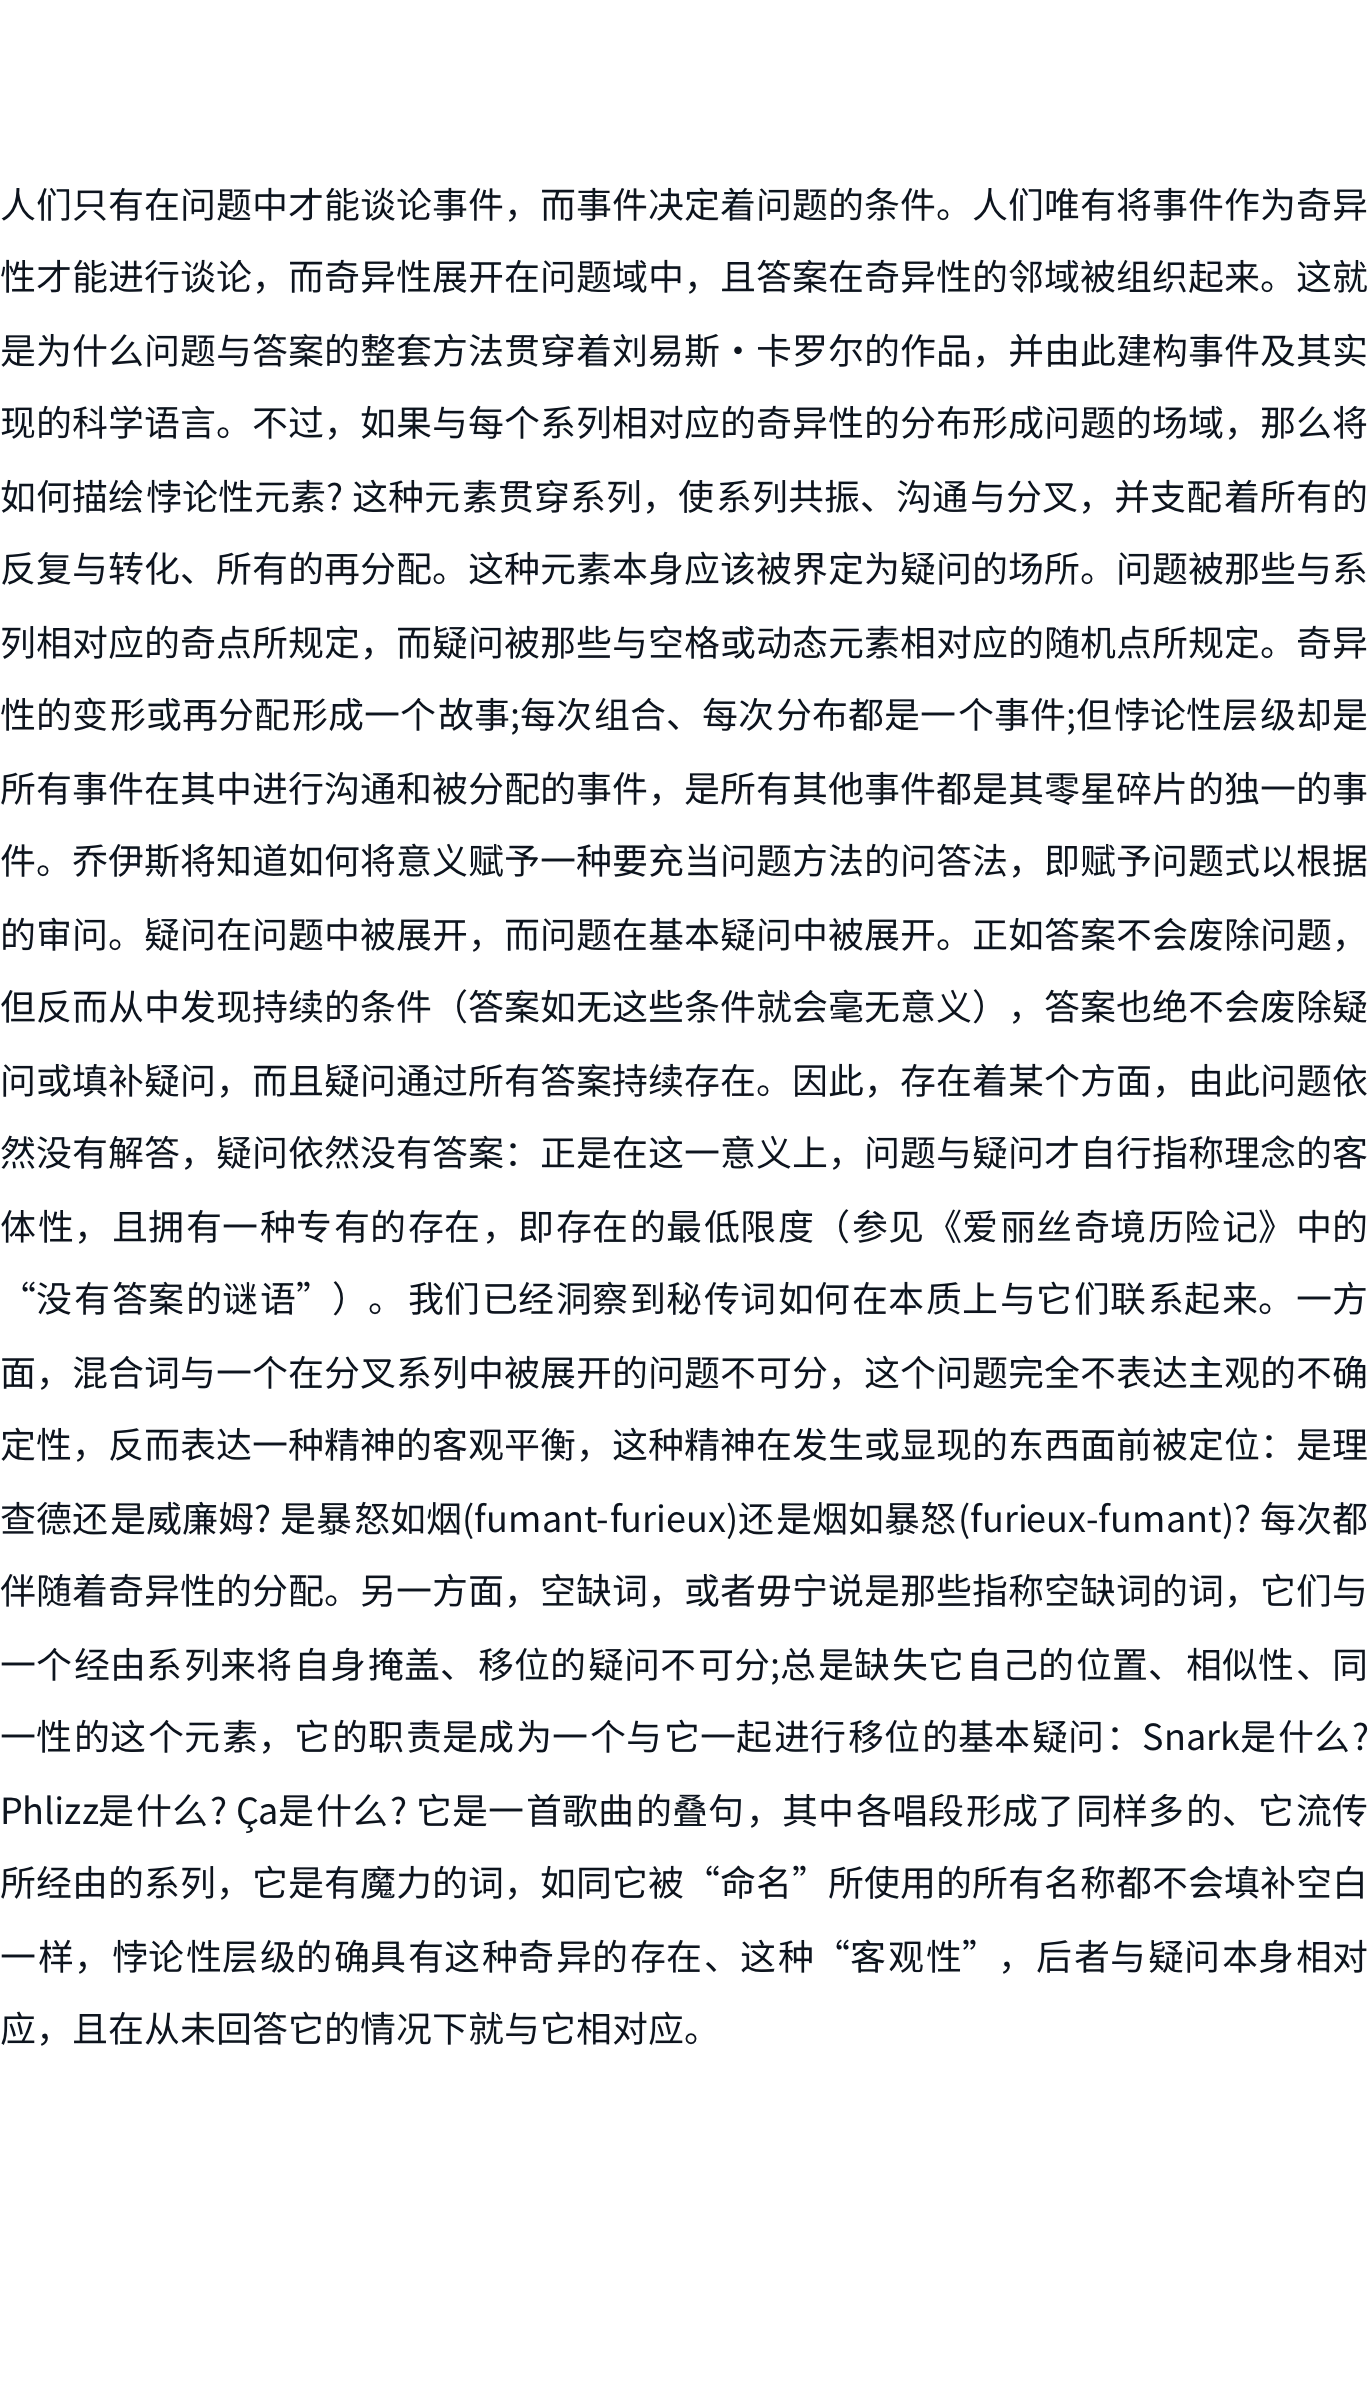 人们只有在问题中才能谈论事件，而事件决定着问题的条件。人们唯有将事件作为奇异
性才能进行谈论，而奇异性展开在问题域中，且答案在奇异性的邻域被组织起来。这就
是为什么问题与答案的整套方法贯穿着刘易斯·卡罗尔的作品，并由此建构事件及其实
现的科学语言。不过，如果与每个系列相对应的奇异性的分布形成问题的场域，那么将
如何描绘悖论性元素? 这种元素贯穿系列，使系列共振、沟通与分叉，并支配着所有的
反复与转化、所有的再分配。这种元素本身应该被界定为疑问的场所。问题被那些与系
列相对应的奇点所规定，而疑问被那些与空格或动态元素相对应的随机点所规定。奇异
性的变形或再分配形成一个故事;每次组合、每次分布都是一个事件;但悖论性层级却是
所有事件在其中进行沟通和被分配的事件，是所有其他事件都是其零星碎片的独一的事
件。乔伊斯将知道如何将意义赋予一种要充当问题方法的问答法，即赋予问题式以根据
的审问。疑问在问题中被展开，而问题在基本疑问中被展开。正如答案不会废除问题，
但反而从中发现持续的条件（答案如无这些条件就会毫无意义），答案也绝不会废除疑
问或填补疑问，而且疑问通过所有答案持续存在。因此，存在着某个方面，由此问题依
然没有解答，疑问依然没有答案：正是在这一意义上，问题与疑问才自行指称理念的客
体性，且拥有一种专有的存在，即存在的最低限度（参见《爱丽丝奇境历险记》中的
“没有答案的谜语”）。我们已经洞察到秘传词如何在本质上与它们联系起来。一方
面，混合词与一个在分叉系列中被展开的问题不可分，这个问题完全不表达主观的不确
定性，反而表达一种精神的客观平衡，这种精神在发生或显现的东西面前被定位：是理
查德还是威廉姆? 是暴怒如烟(fumant-furieux)还是烟如暴怒(furieux-fumant)? 每次都
伴随着奇异性的分配。另一方面，空缺词，或者毋宁说是那些指称空缺词的词，它们与
一个经由系列来将自身掩盖、移位的疑问不可分;总是缺失它自己的位置、相似性、同
一性的这个元素，它的职责是成为一个与它一起进行移位的基本疑问：Snark是什么?
Phlizz是什么? Ça是什么? 它是一首歌曲的叠句，其中各唱段形成了同样多的、它流传
所经由的系列，它是有魔力的词，如同它被“命名”所使用的所有名称都不会填补空白
一样，悖论性层级的确具有这种奇异的存在、这种“客观性”，后者与疑问本身相对
应，且在从未回答它的情况下就与它相对应。